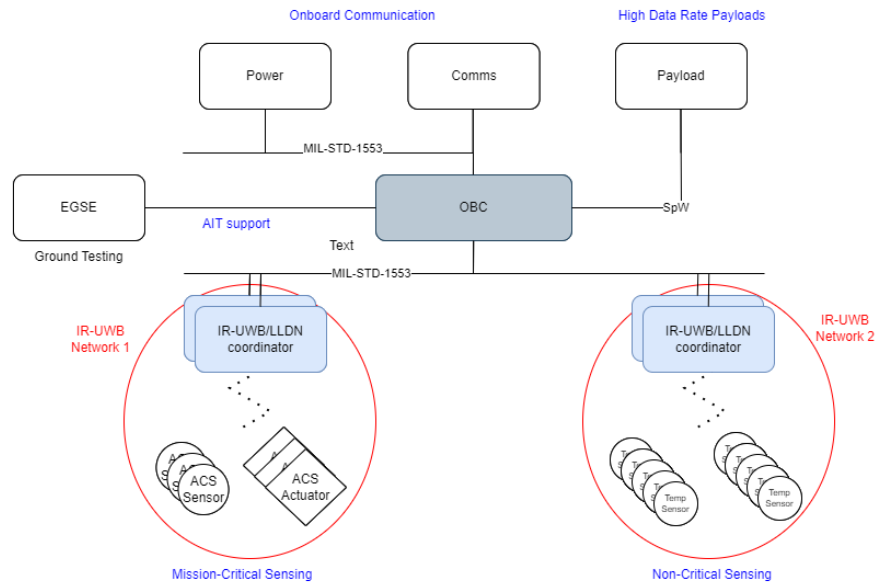 Onboard Communication
High Data Rate Payloads
Power
Comms
Payload
MIL-STD-1553
EGSE
OBC
SpW
AIT support
Ground Testing
Text
MIL-STD-1553
IR-UWB
Network 1
IR-UWB/LLDN
coordinator
IR-UWB/LLDN
coordinator
IR-UWB
Network 2
ACS
Sensor
ACS
Actuator
Temp
Sensor
Temp
Sensor
Mission-Critical Sensing
Non-Critical Sensing